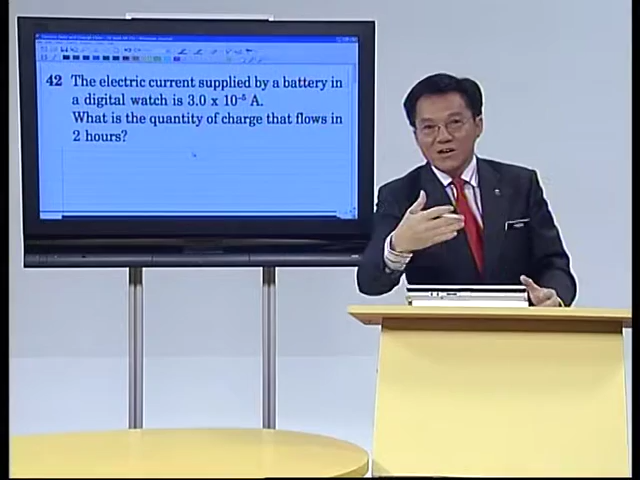 42 The electric current supplied by a battery in
a digital watch is 3.0 x 10⁻⁵ A.
What is the quantity of charge that flows in
2 hours?